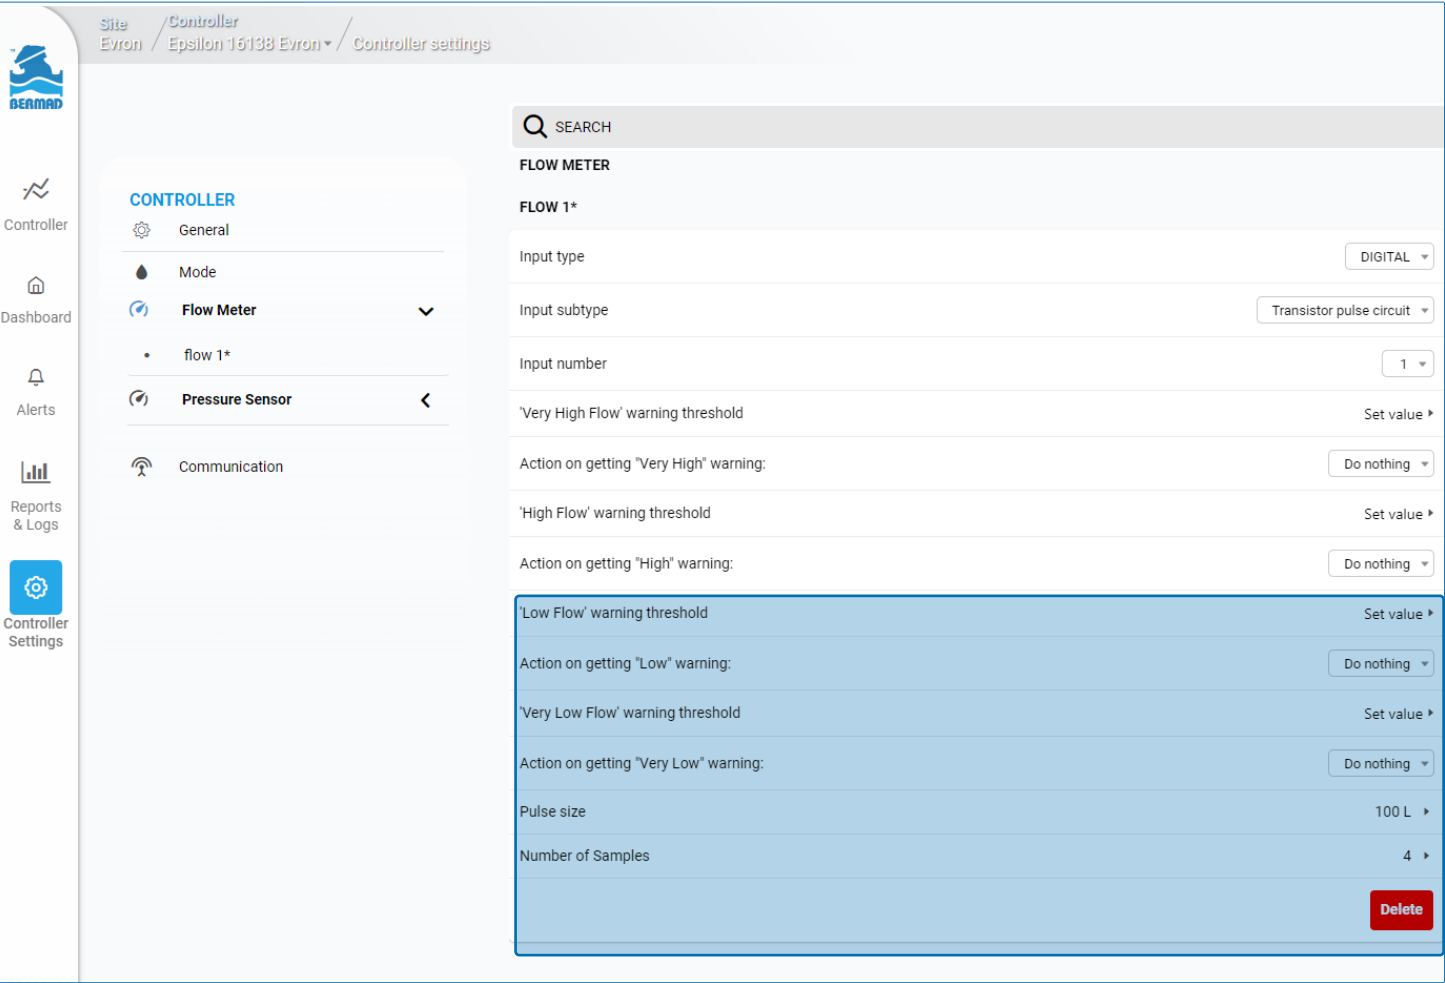 Site
Evron
Controller
Epsilon 16138 Evron
Controller settings
™
BERMAD
Controller
Dashboard
Alerts
Reports
& Logs
Controller
Settings
CONTROLLER
General
Mode
Flow Meter
flow 1*
Pressure Sensor
Communication
SEARCH
FLOW METER
FLOW 1*
Input type DIGITAL
Input subtype Transistor pulse circuit
Input number 1
'Very High Flow' warning threshold Set value
Action on getting "Very High" warning: Do nothing
'High Flow' warning threshold Set value
Action on getting "High" warning: Do nothing
'Low Flow' warning threshold Set value
Action on getting "Low" warning: Do nothing
'Very Low Flow' warning threshold Set value
Action on getting "Very Low" warning: Do nothing
Pulse size 100 L
Number of Samples 4
Delete